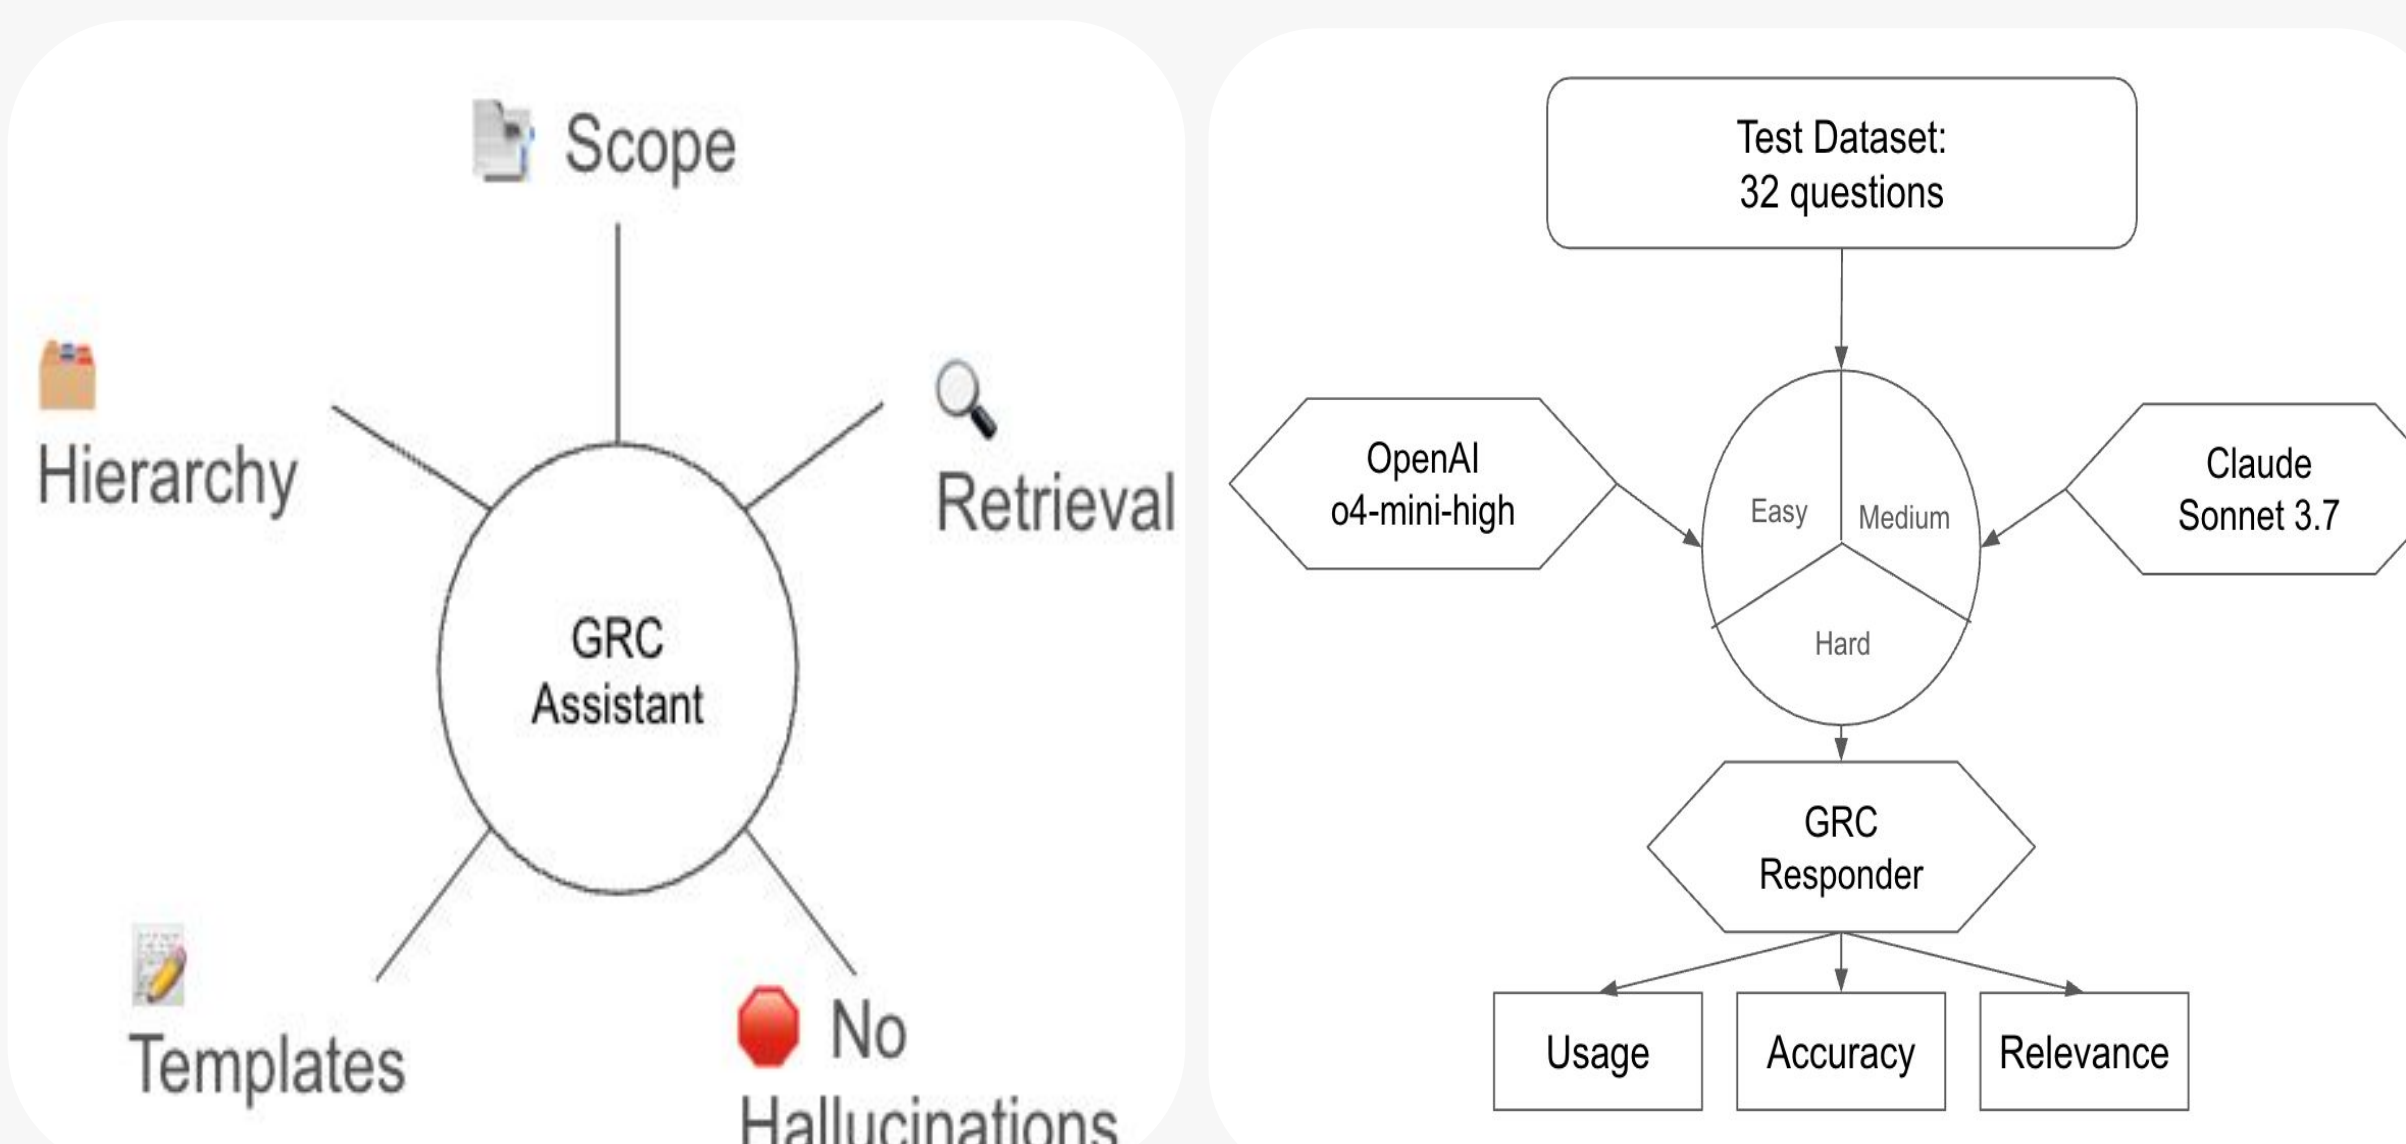 Scope
Hierarchy
Retrieval
GRC
Assistant
Templates
No
Hallucinations
Test Dataset:
32 questions
OpenAI
o4-mini-high
Easy
Medium
Hard
Claude
Sonnet 3.7
GRC
Responder
Usage
Accuracy
Relevance